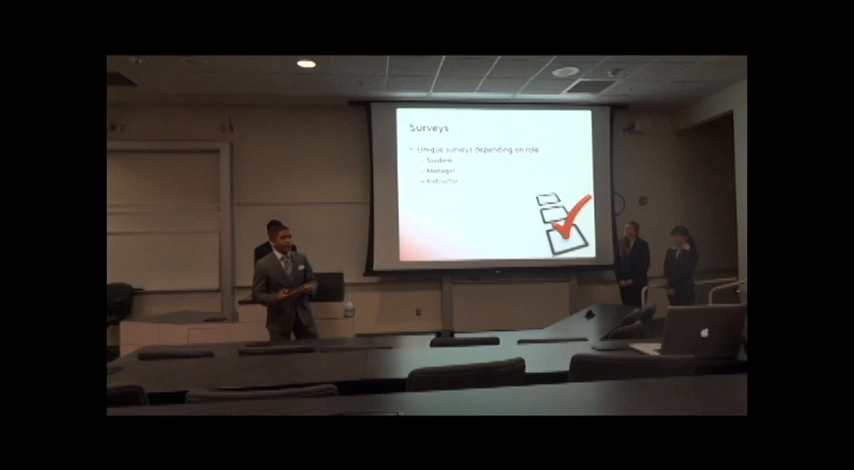 Surveys
• Unique surveys depending on role
– Student
– Manager
– Instructor